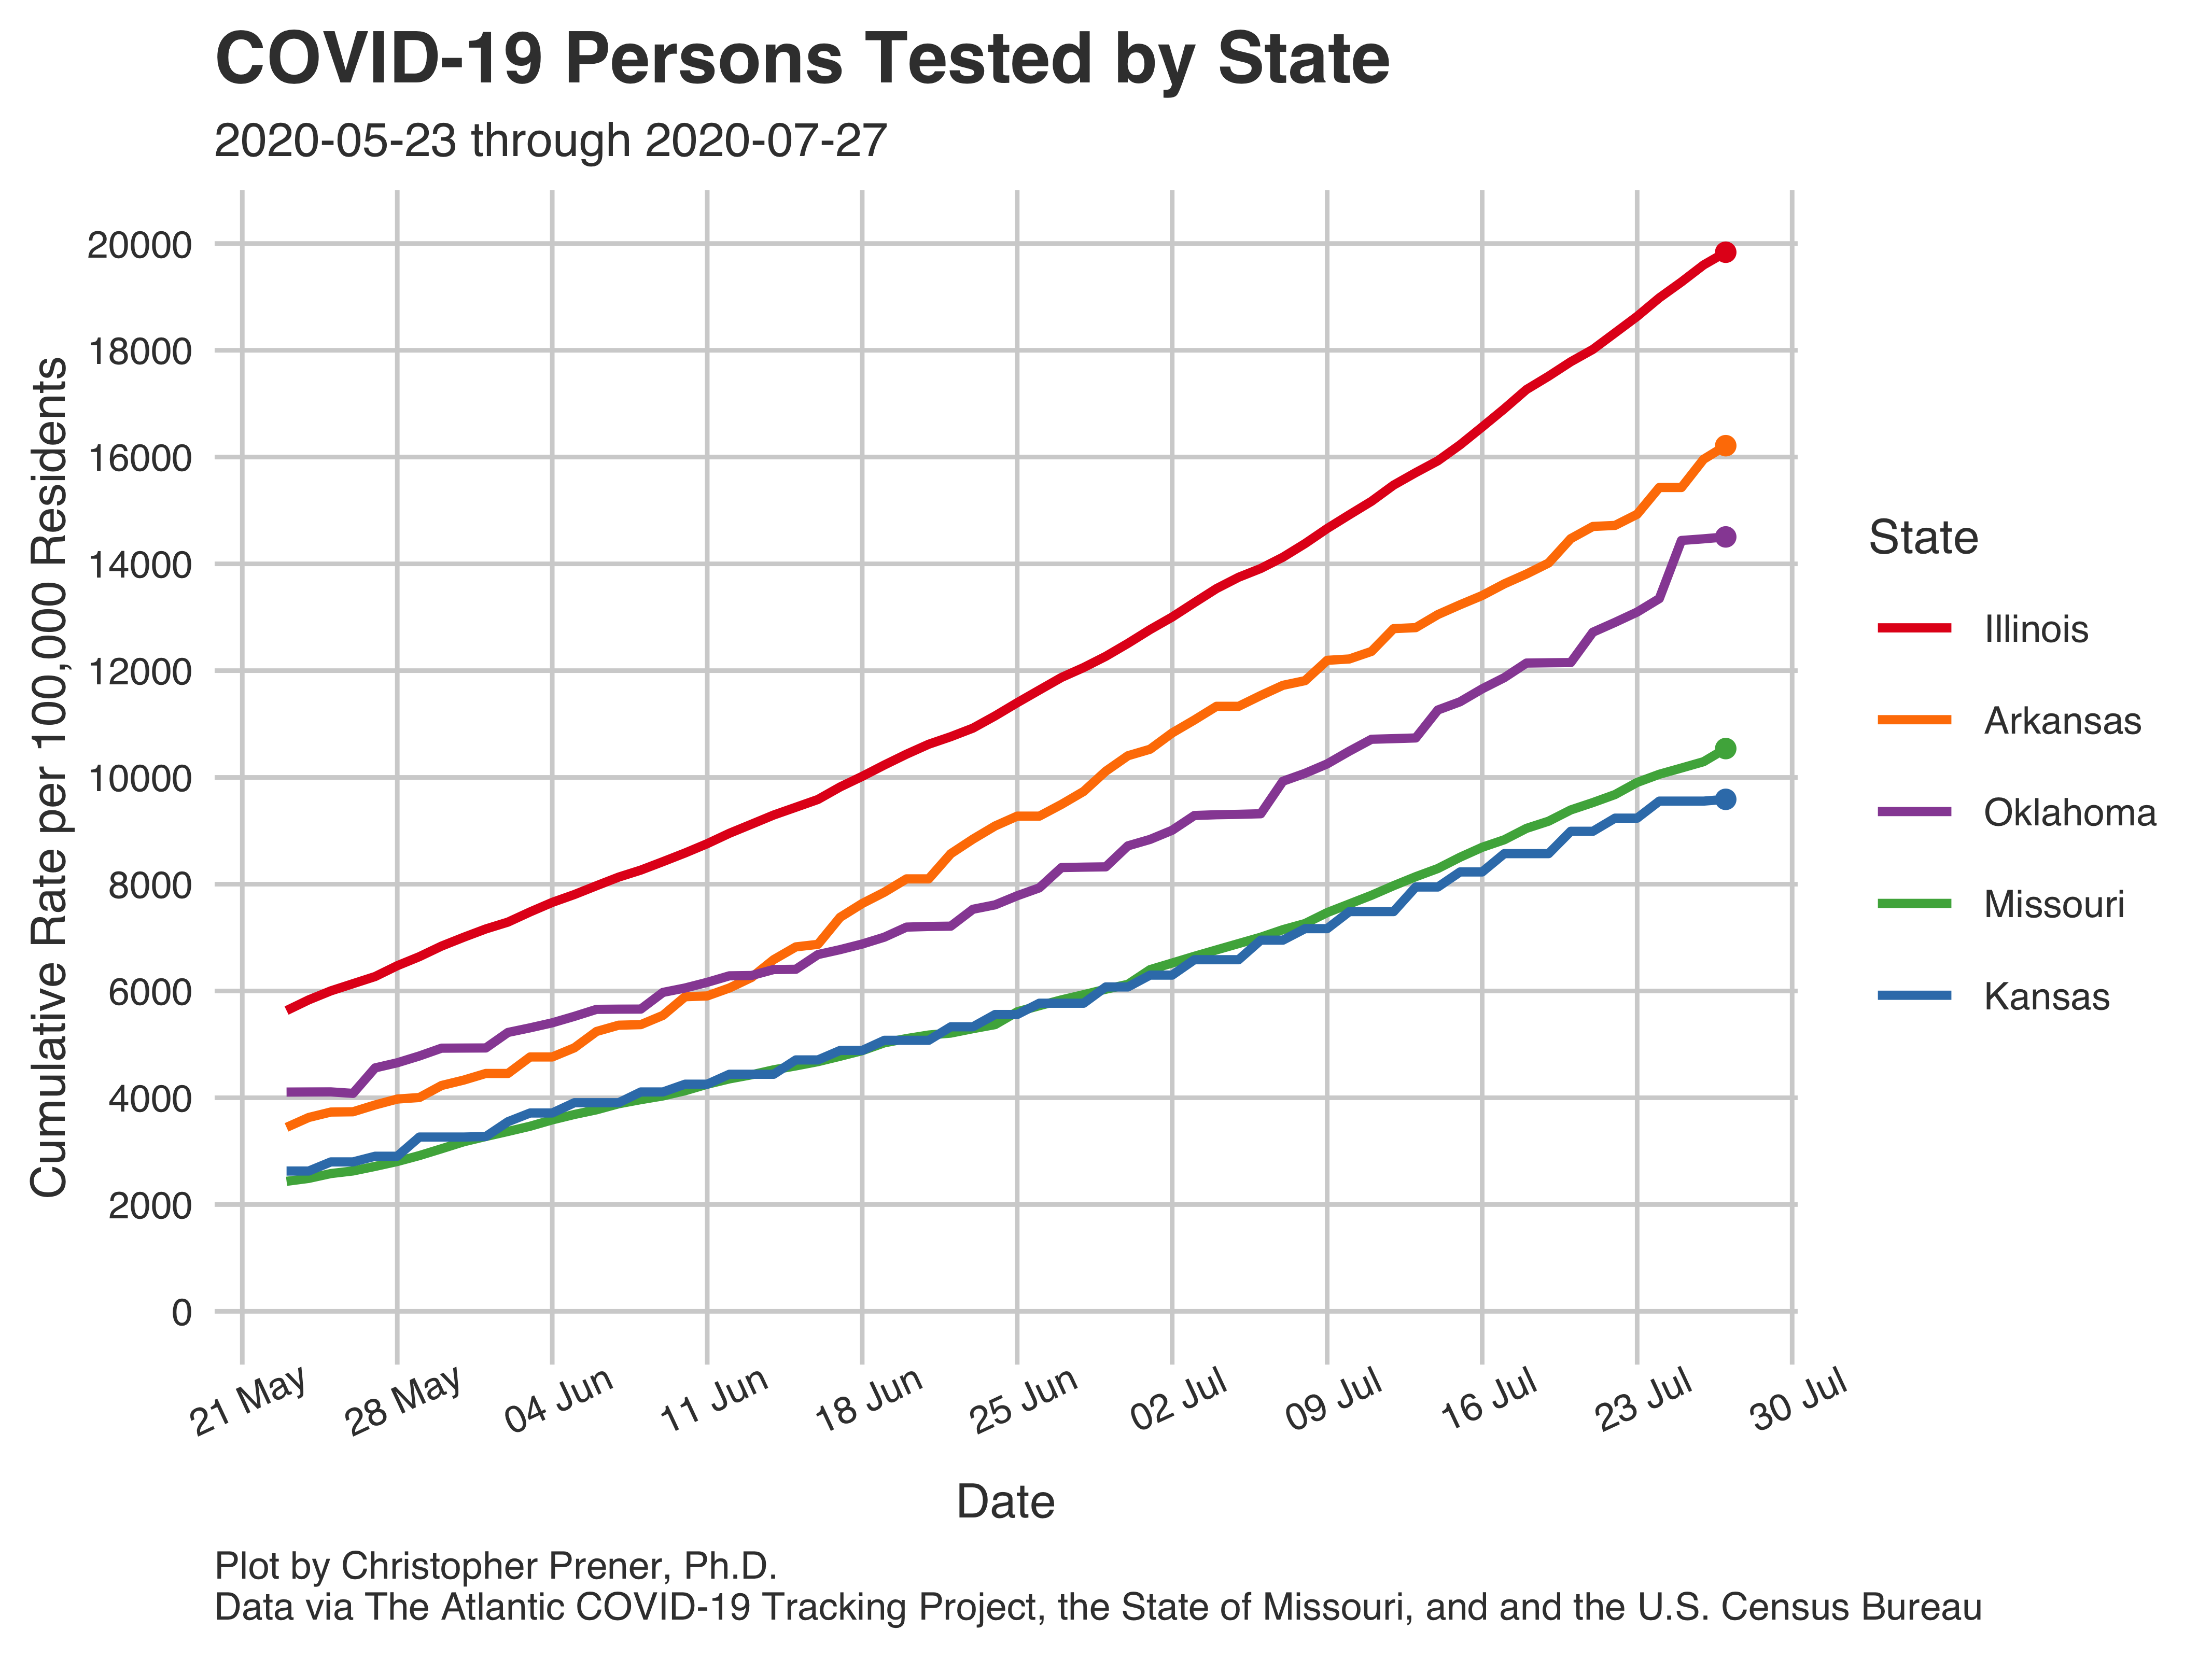 COVID-19 Persons Tested by State
2020-05-23 through 2020-07-27
Cumulative Rate per 100,000 Residents
20000
18000
16000
14000
12000
10000
8000
6000
4000
2000
0
21 May
28 May
04 Jun
11 Jun
18 Jun
25 Jun
02 Jul
09 Jul
16 Jul
23 Jul
30 Jul
Date
State
Illinois
Arkansas
Oklahoma
Missouri
Kansas
Plot by Christopher Prener, Ph.D.
Data via The Atlantic COVID-19 Tracking Project, the State of Missouri, and and the U.S. Census Bureau